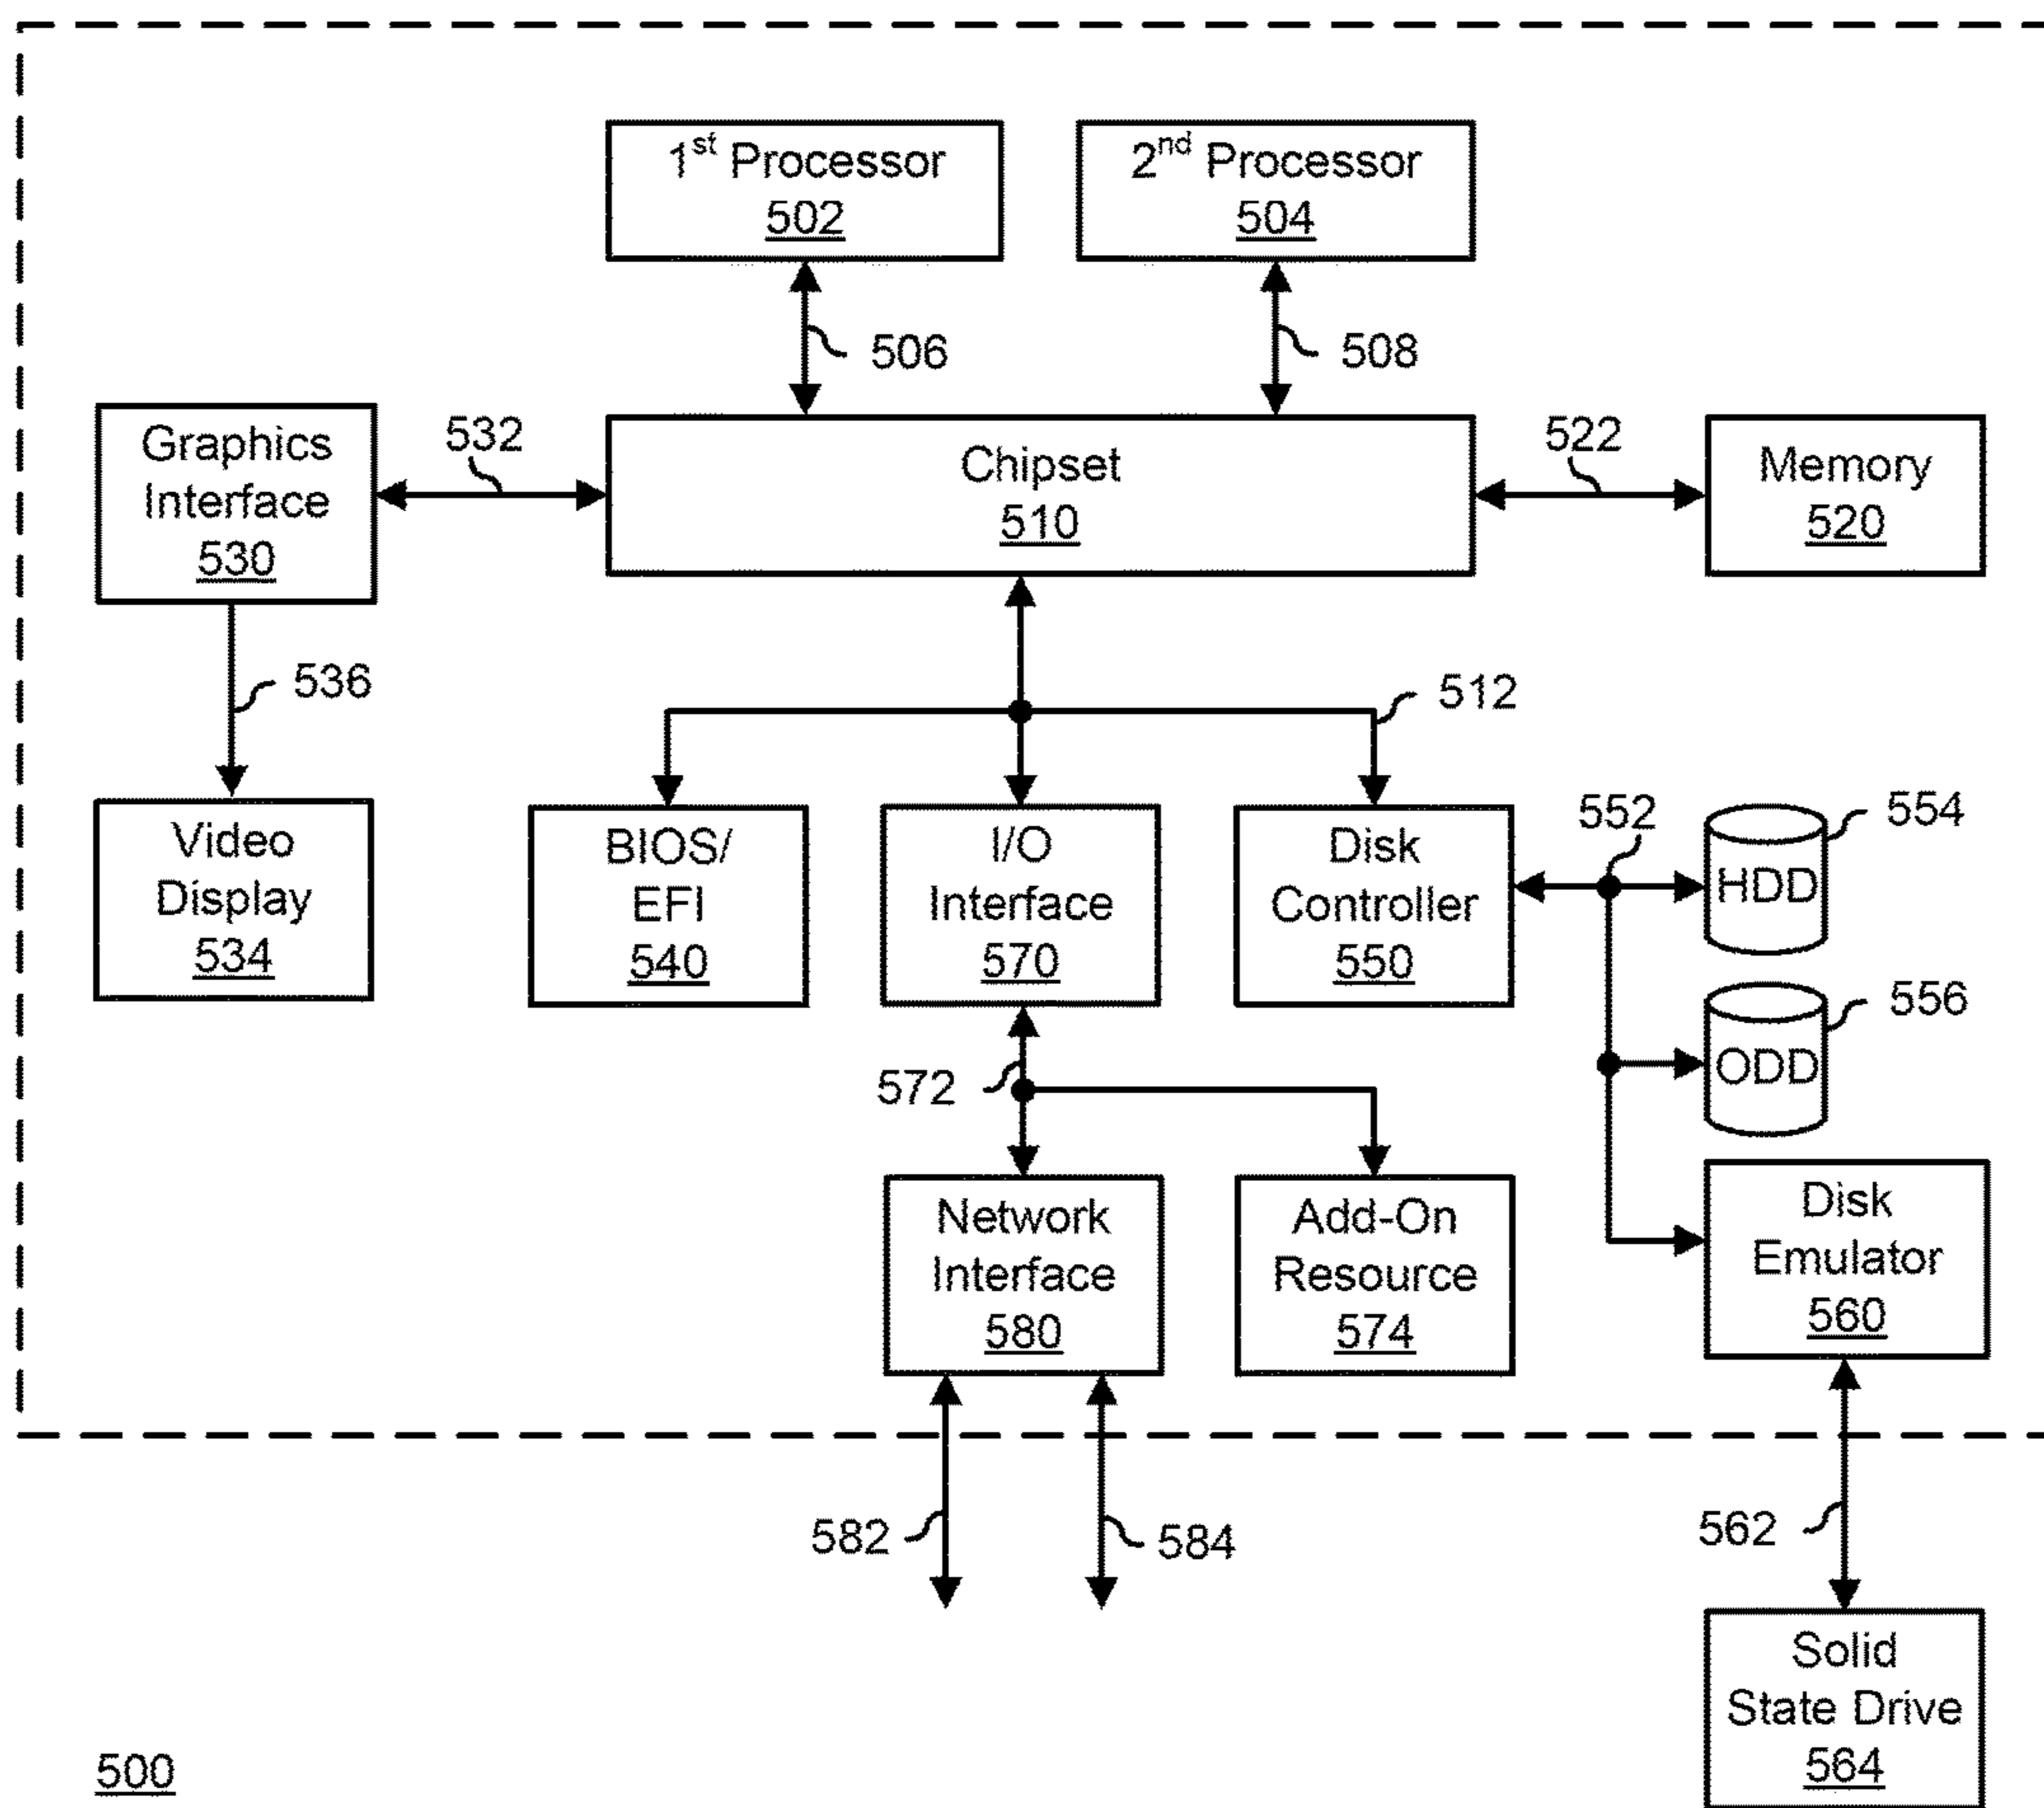 1st Processor
502
2nd Processor
504
506
508
Graphics
Interface
530
532
Chipset
510
522
Memory
520
536
512
Video
Display
534
BIOS/
EFI
540
I/O
Interface
570
Disk
Controller
550
552
HDD
554
ODD
556
572
Network
Interface
580
Add-On
Resource
574
Disk
Emulator
560
582
584
562
Solid
State Drive
564
500